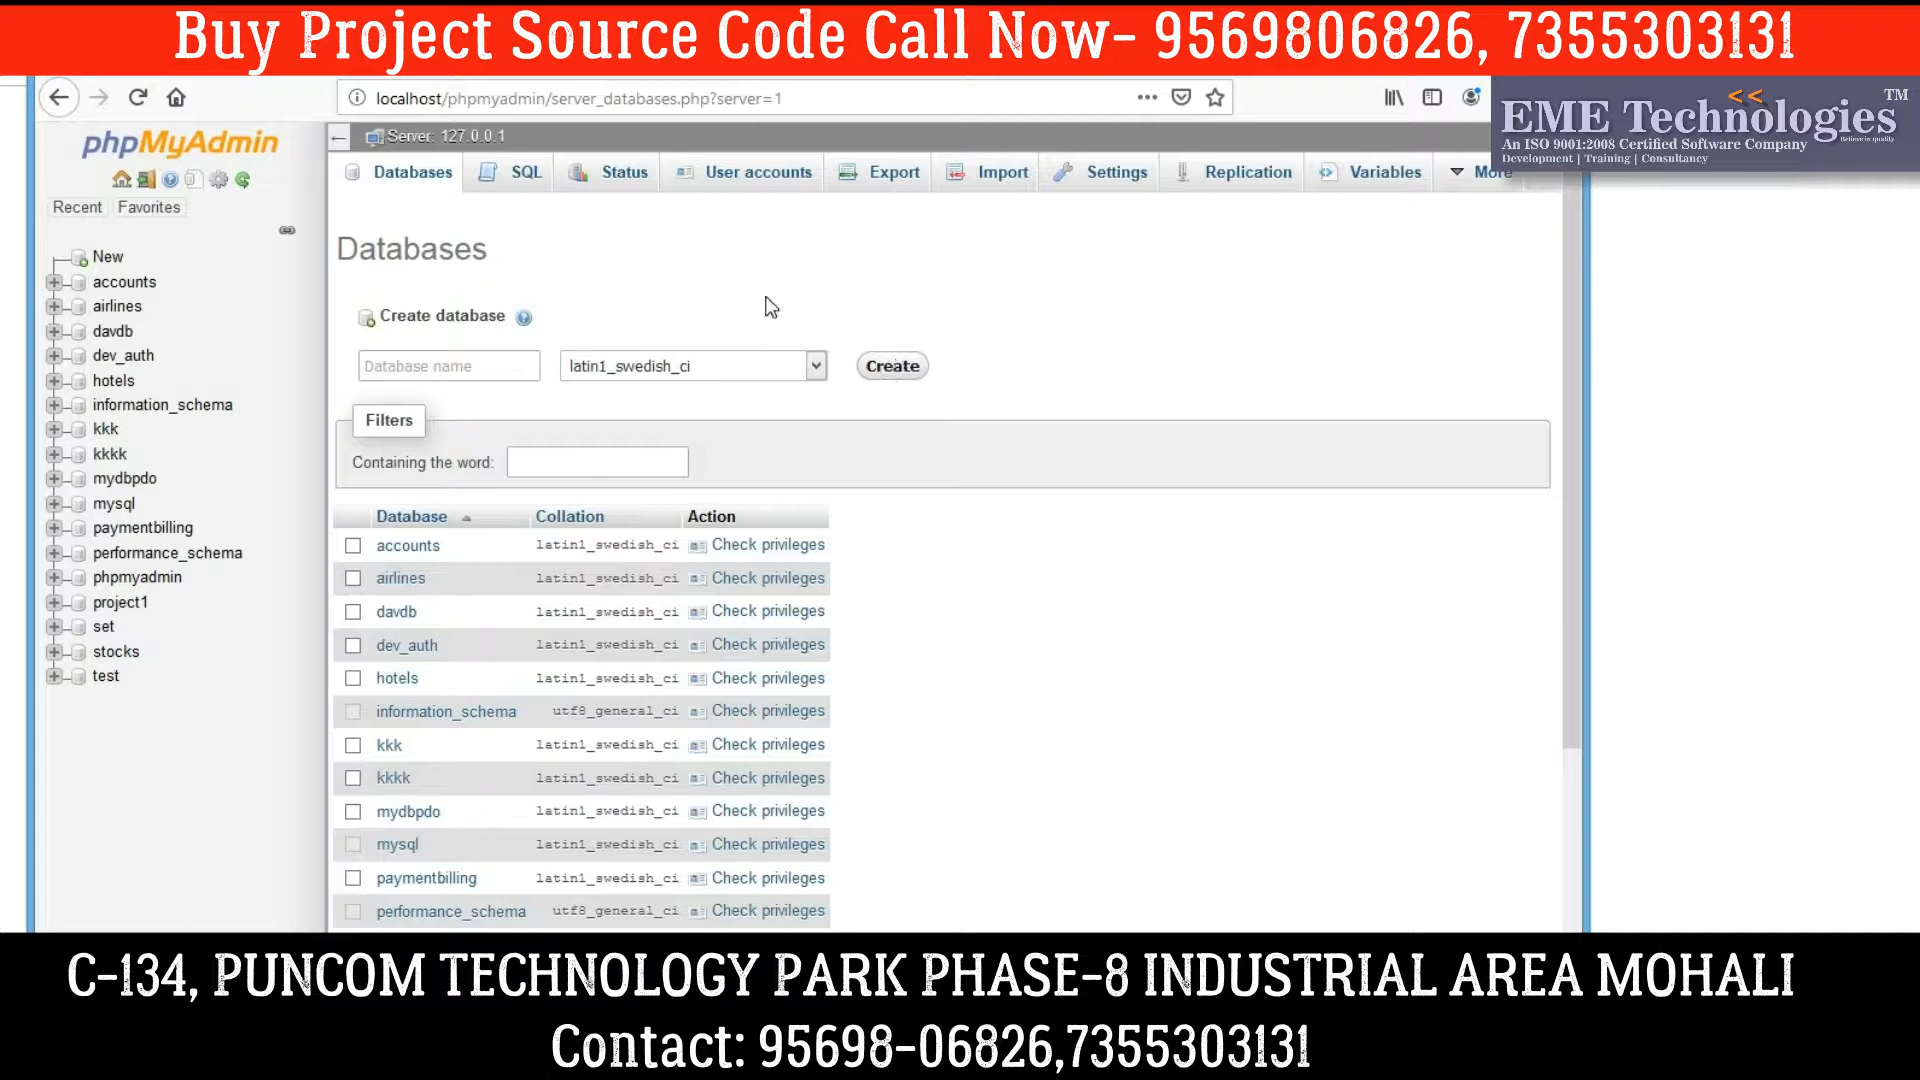 Buy Project Source Code Call Now- 9569806826, 7355303131
localhost/phpmyadmin/server_databases.php?server=1
EME Technologies TM
An ISO 9001:2008 Certified Software Company
Believe in quality
Development | Training | Consultancy
phpMyAdmin
Recent Favorites
New
accounts
airlines
davdb
dev_auth
hotels
information_schema
kkk
kkkk
mydbpdo
mysql
paymentbilling
performance_schema
phpmyadmin
project1
set
stocks
test
Server: 127.0.0.1
Databases SQL Status User accounts Export Import Settings Replication Variables More
Databases
Create database
Database name latin1_swedish_ci Create
Filters
Containing the word:
Database Collation Action
accounts latin1_swedish_ci Check privileges
airlines latin1_swedish_ci Check privileges
davdb latin1_swedish_ci Check privileges
dev_auth latin1_swedish_ci Check privileges
hotels latin1_swedish_ci Check privileges
information_schema utf8_general_ci Check privileges
kkk latin1_swedish_ci Check privileges
kkkk latin1_swedish_ci Check privileges
mydbpdo latin1_swedish_ci Check privileges
mysql latin1_swedish_ci Check privileges
paymentbilling latin1_swedish_ci Check privileges
performance_schema utf8_general_ci Check privileges
C-134, PUNCOM TECHNOLOGY PARK PHASE-8 INDUSTRIAL AREA MOHALI
Contact: 95698-06826,7355303131